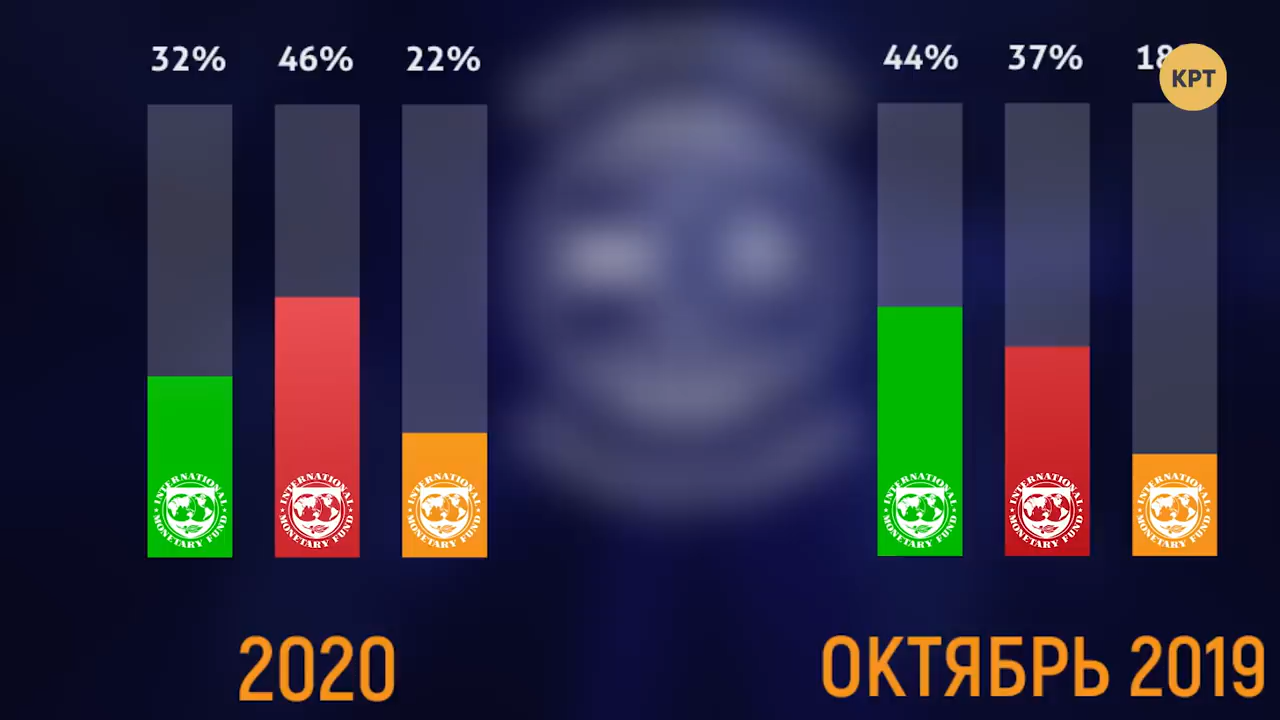 32% 46% 22%
44% 37% 18
КРТ
INTERNATIONAL MONETARY FUND
INTERNATIONAL MONETARY FUND
INTERNATIONAL MONETARY FUND
INTERNATIONAL MONETARY FUND
INTERNATIONAL MONETARY FUND
INTERNATIONAL MONETARY FUND
2020
ОКТЯБРЬ 2019